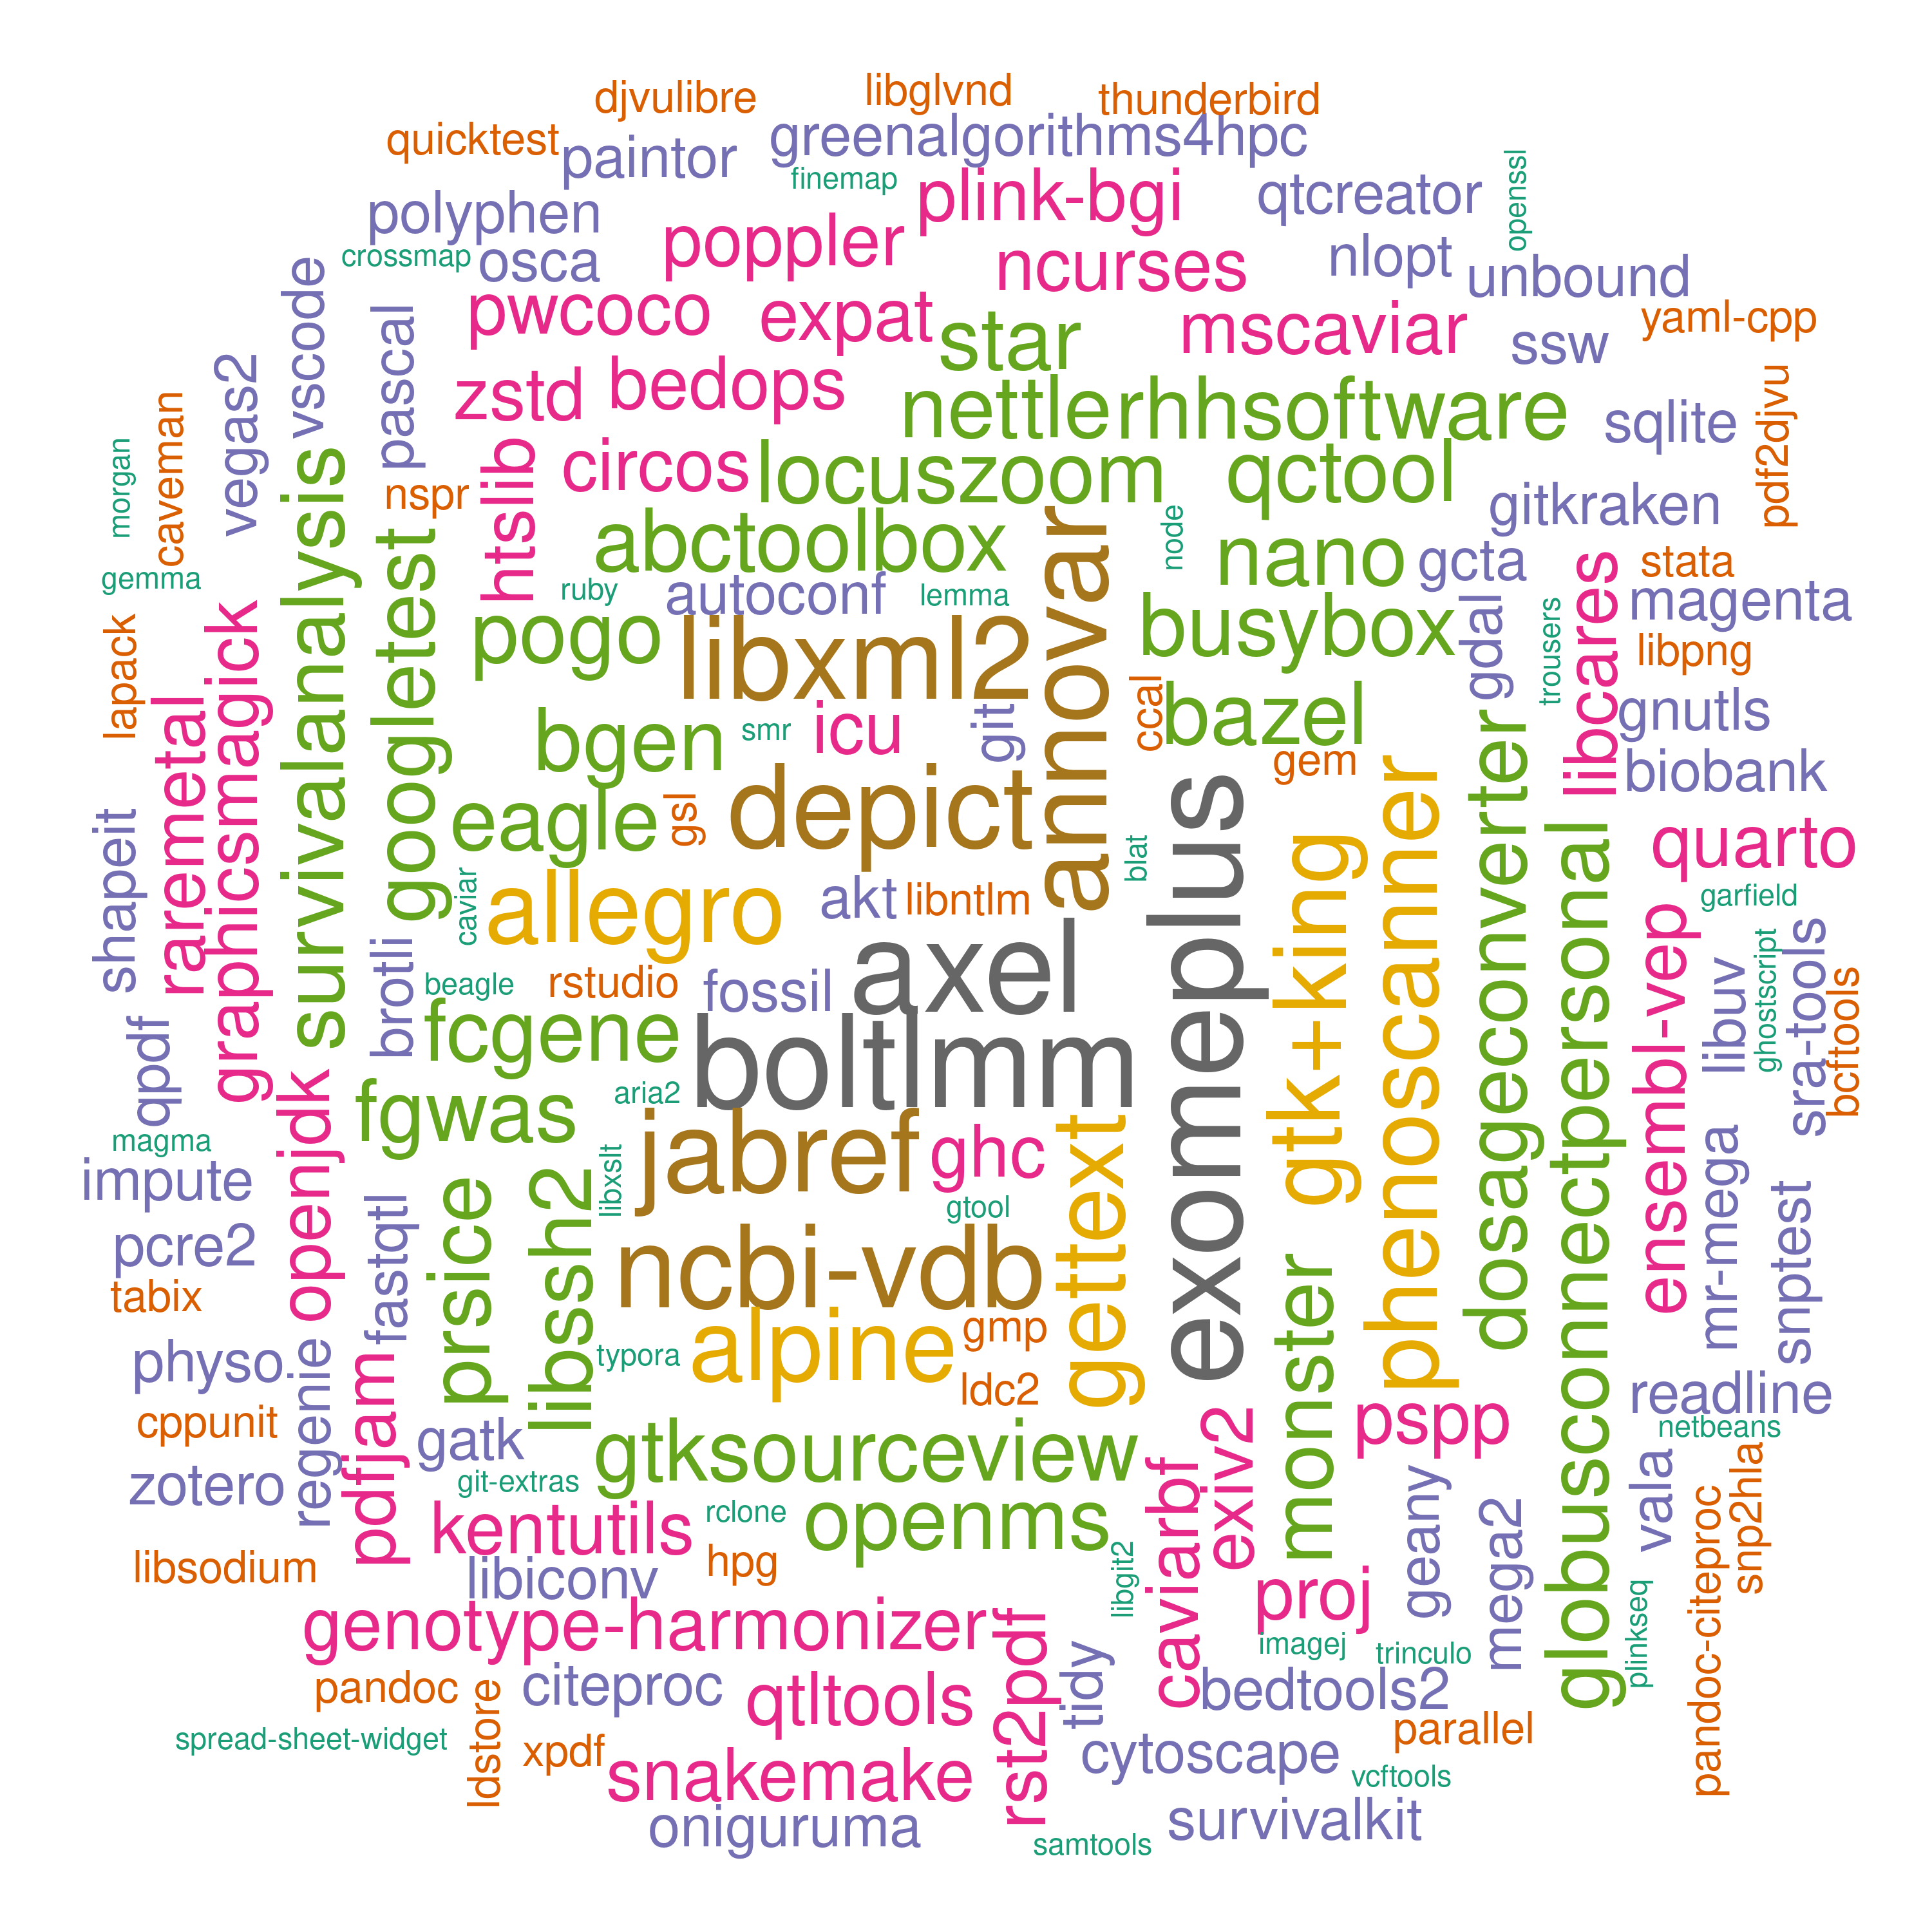 djvulibre
libglvnd
thunderbird
quicktest
paintor
greenalgorithms4hpc
finemap
plink-bgi
qtcreator
openssl
polyphen
poppler
crossmap
osca
ncurses
nlopt
unbound
vscode
pascal
pwcoco
expat
star
mscaviar
ssw
yaml-cpp
vegas2
zstd
bedops
nettle
rhhsoftware
sqlite
pdf2djvu
morgan
caveman
survivalanalysis
nspr
htslib
circos
locuszoom
qctool
gitkraken
googletest
abctoolbox
annovar
node
nano
gcta
libcares
stata
gemma
ruby
autoconf
lemma
magenta
lapack
graphicsmagick
pogo
libxml2
busybox
gdal
trousers
libpng
raremetal
bgen
smr
icu
git
ccal
bazel
gnutls
gem
biobank
shapeit
eagle
gsl
depict
blat
exomeplus
gtk+
king
phenoscanner
dosageconverter
globusconnectpersonal
quarto
caviar
allegro
akt
libntlm
garfield
brotli
beagle
rstudio
fossil
axel
ensembl-vep
libuv
ghostscript
sra-tools
bcftools
qpdf
openjdk
fcgene
boltlmm
aria2
fgwas
magma
impute
jabref
ghc
gettext
libxslt
libssh2
prsice
fastqtl
gtool
mr-mega
snptest
pcre2
ncbi-vdb
tabix
physo.
regenie
typora
alpine
gmp
monster
ldc2
readline
pdfjam
cppunit
gatk
gtksourceview
exiv2
pspp
netbeans
zotero
git-extras
caviarbf
geany
vala
snp2hla
pandoc-citeproc
kentutils
rclone
openms
mega2
libsodium
libiconv
hpg
libgit2
proj
plinkseq
genotype-harmonizer
rst2pdf
tidy
imagej
trinculo
pandoc
citeproc
qtltools
bedtools2
spread-sheet-widget
ldstore
xpdf
parallel
snakemake
cytoscape
vcftools
oniguruma
survivalkit
samtools